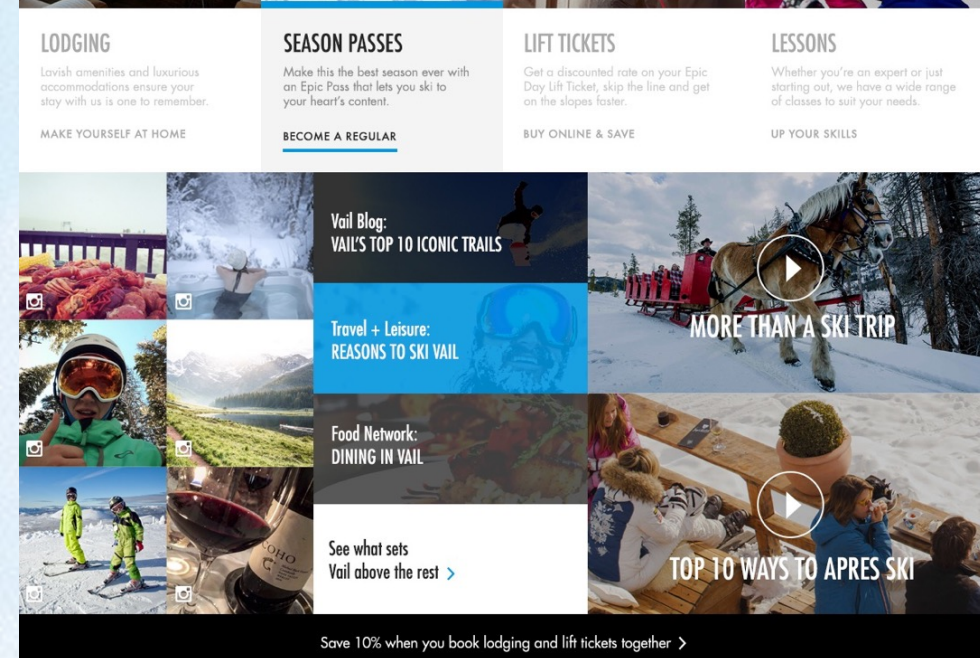 LODGING
Lavish amenities and luxurious
accommodations ensure your
stay with us is one to remember.
MAKE YOURSELF AT HOME
SEASON PASSES
Make this the best season ever with
an Epic Pass that lets you ski to
your heart's content.
BECOME A REGULAR
LIFT TICKETS
Get a discounted rate on your Epic
Day Lift Ticket, skip the line and get
on the slopes faster.
BUY ONLINE & SAVE
LESSONS
Whether you're an expert or just
starting out, we have a wide range
of classes to suit your needs.
UP YOUR SKILLS
Vail Blog:
VAIL'S TOP 10 ICONIC TRAILS
Travel + Leisure:
REASONS TO SKI VAIL
Food Network:
DINING IN VAIL
See what sets
Vail above the rest >
MORE THAN A SKI TRIP
TOP 10 WAYS TO APRES SKI
COHO
Save 10% when you book lodging and lift tickets together >